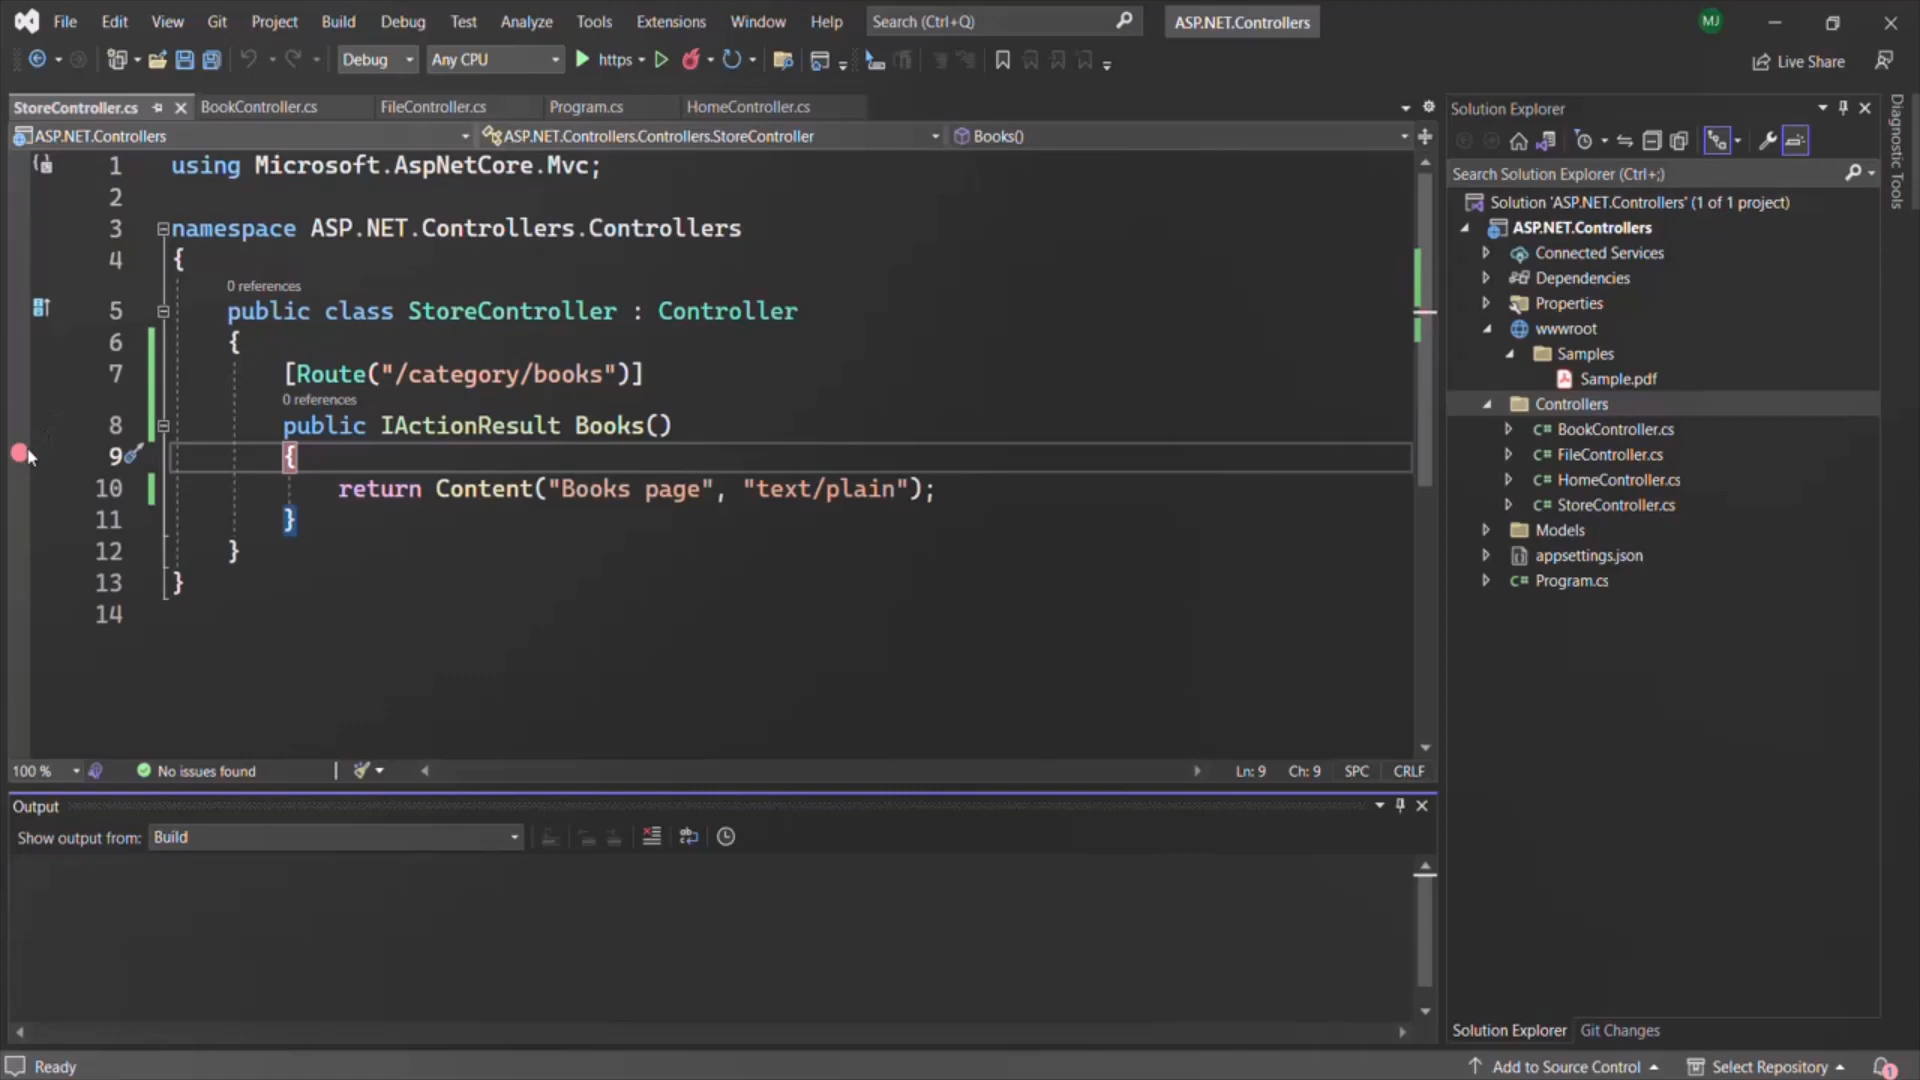 File Edit View Git Project Build Debug Test Analyze Tools Extensions Window Help Search (Ctrl+Q) ASP.NET.Controllers MJ
Debug Any CPU https Live Share
StoreController.cs BookController.cs FileController.cs Program.cs HomeController.cs
ASP.NET.Controllers ASP.NET.Controllers.Controllers.StoreController Books()
1 using Microsoft.AspNetCore.Mvc;
2
3 namespace ASP.NET.Controllers.Controllers
4 {
0 references
5 public class StoreController : Controller
6 {
7 [Route("/category/books")]
0 references
8 public IActionResult Books()
9 {
10 return Content("Books page", "text/plain");
11 }
12 }
13 }
14
100 % No issues found Ln: 9 Ch: 9 SPC CRLF
Output
Show output from: Build
Solution Explorer
Search Solution Explorer (Ctrl+;)
Solution 'ASP.NET.Controllers' (1 of 1 project)
ASP.NET.Controllers
Connected Services
Dependencies
Properties
wwwroot
Samples
Sample.pdf
Controllers
C# BookController.cs
C# FileController.cs
C# HomeController.cs
C# StoreController.cs
Models
appsettings.json
C# Program.cs
Solution Explorer Git Changes
Diagnostic Tools
Ready Add to Source Control Select Repository 1